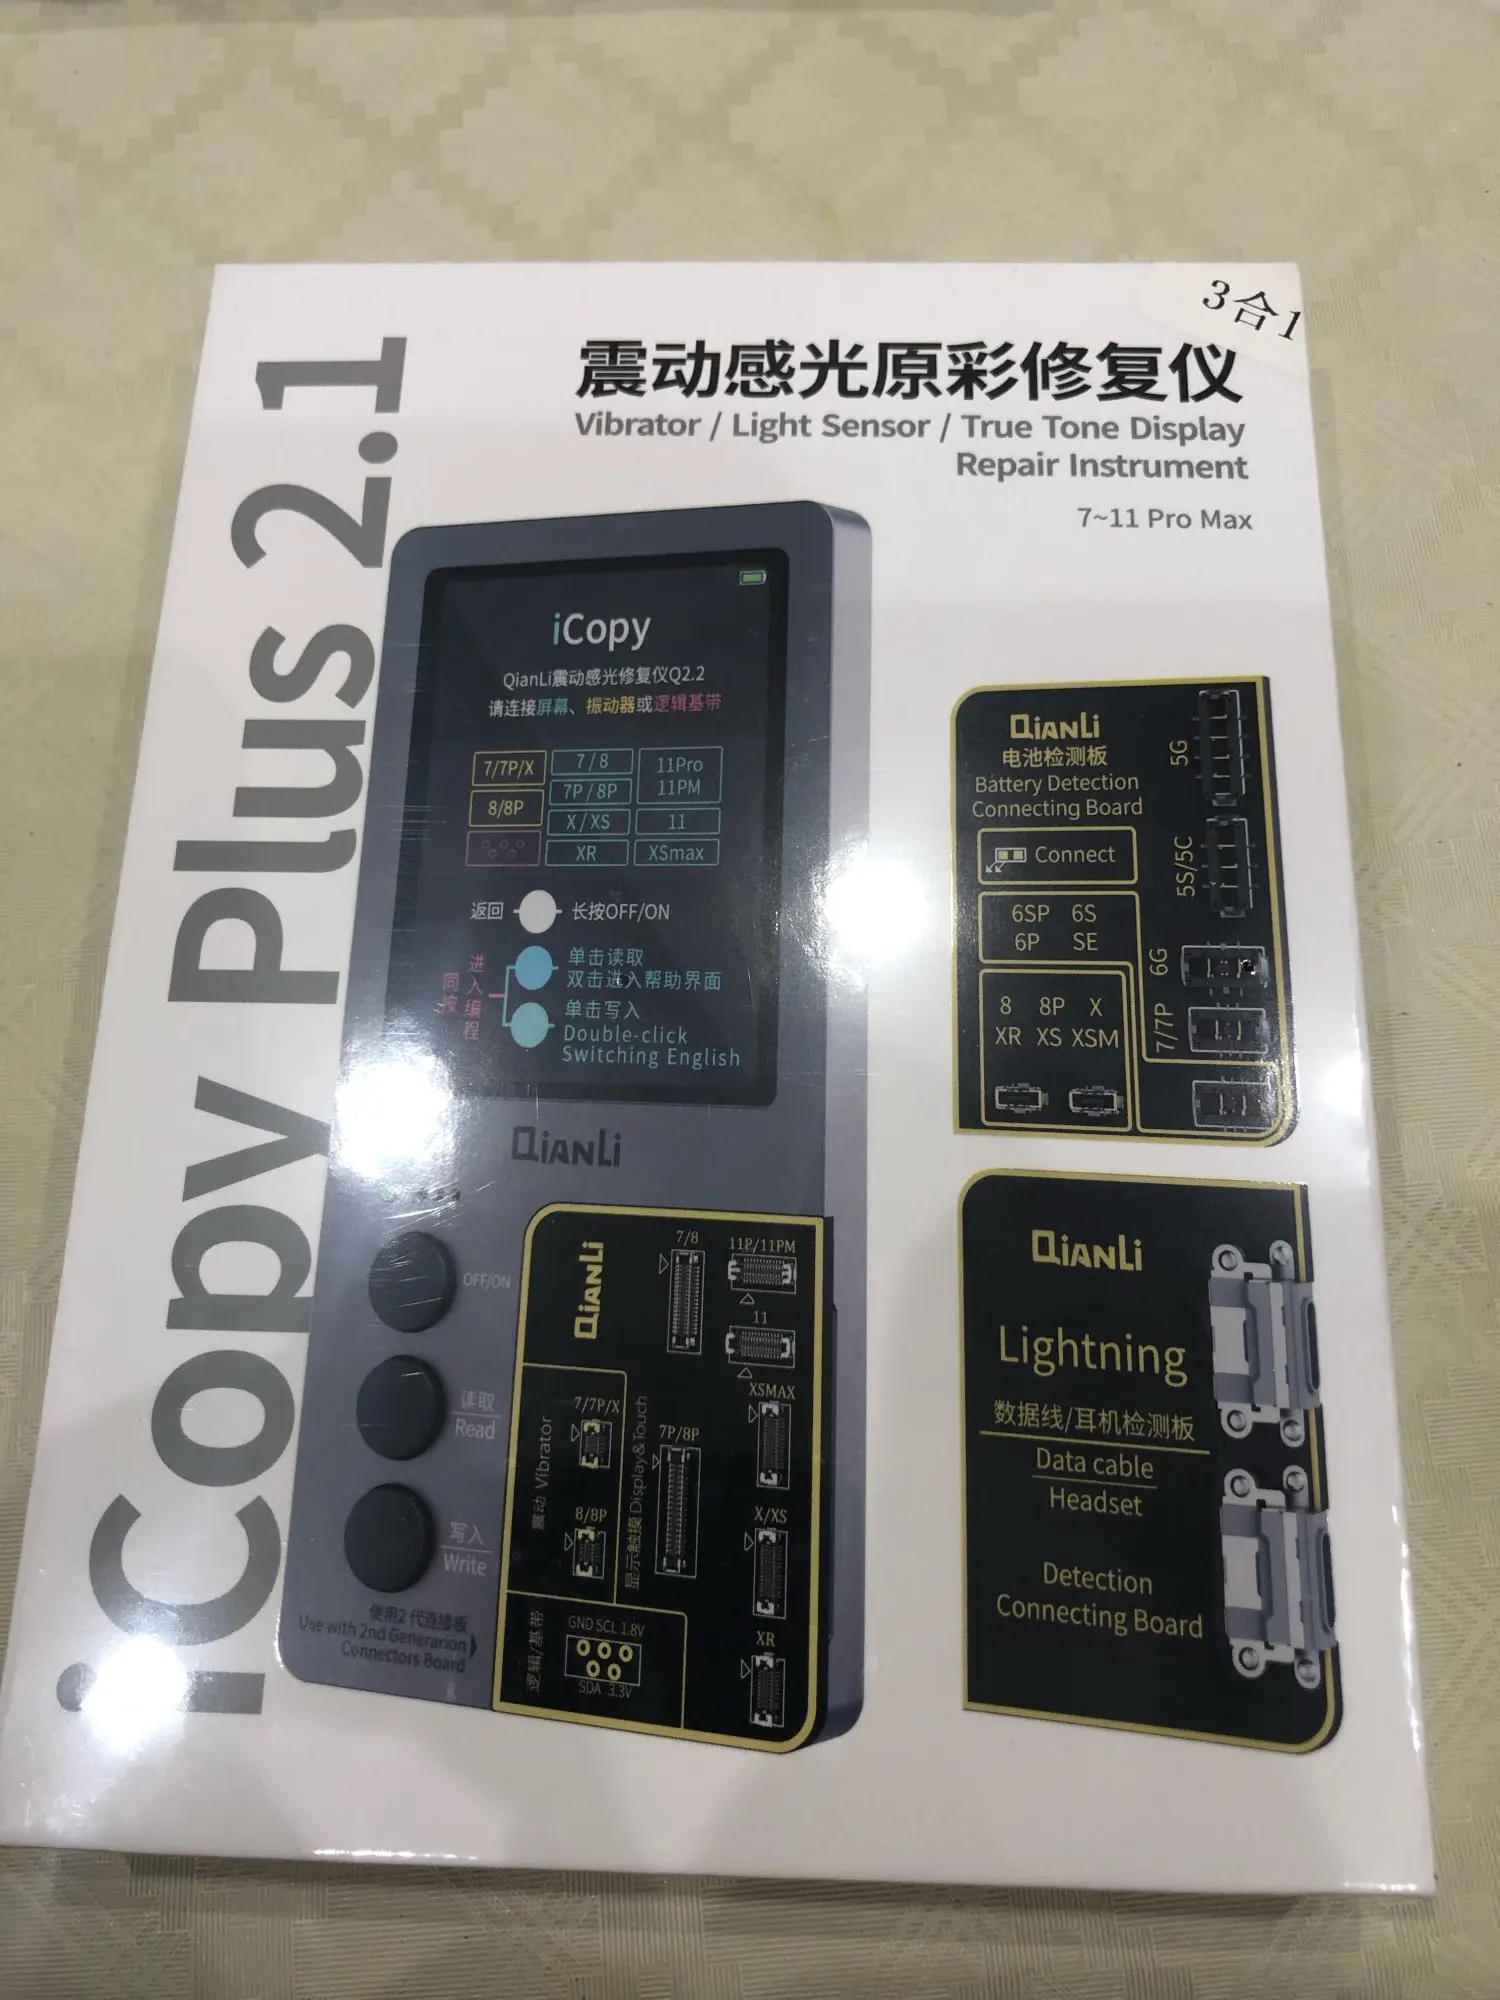 3合1
iCopy Plus 2.1
震动感光原彩修复仪
Vibrator / Light Sensor / True Tone Display
Repair Instrument
7~11 Pro Max
iCopy
QianLi震动感光修复仪Q2.2
请连接屏幕、振动器或逻辑基带
7/7P/X
8/8P
7 / 8
7P / 8P
X / XS
XR
11Pro
11PM
11
XSmax
返回
长按OFF/ON
同按
进入编程
单击读取
双击进入帮助界面
单击写入
Double-click
Switching English
QIANLI
OFF/ON
读取
Read
写入
Write
使用2 代连接板
Use with 2nd Generarion
Connectors Board
QIANLI
7/8
11P/11PM
11
XSMAX
7/7P/X
震动 Vibrator
8/8P
显示触摸 Display&Touch
7P/8P
X/XS
XR
逻辑/基带
GND SCL 1.8V
SDA 3.3V
QIANLI
电池检测板
Battery Detection
Connecting Board
Connect
6SP 6S
6P SE
8 8P X
XR XS XSM
5G
5S/5C
6G
7/7P
QIANLI
Lightning
数据线/耳机检测板
Data cable
Headset
Detection
Connecting Board